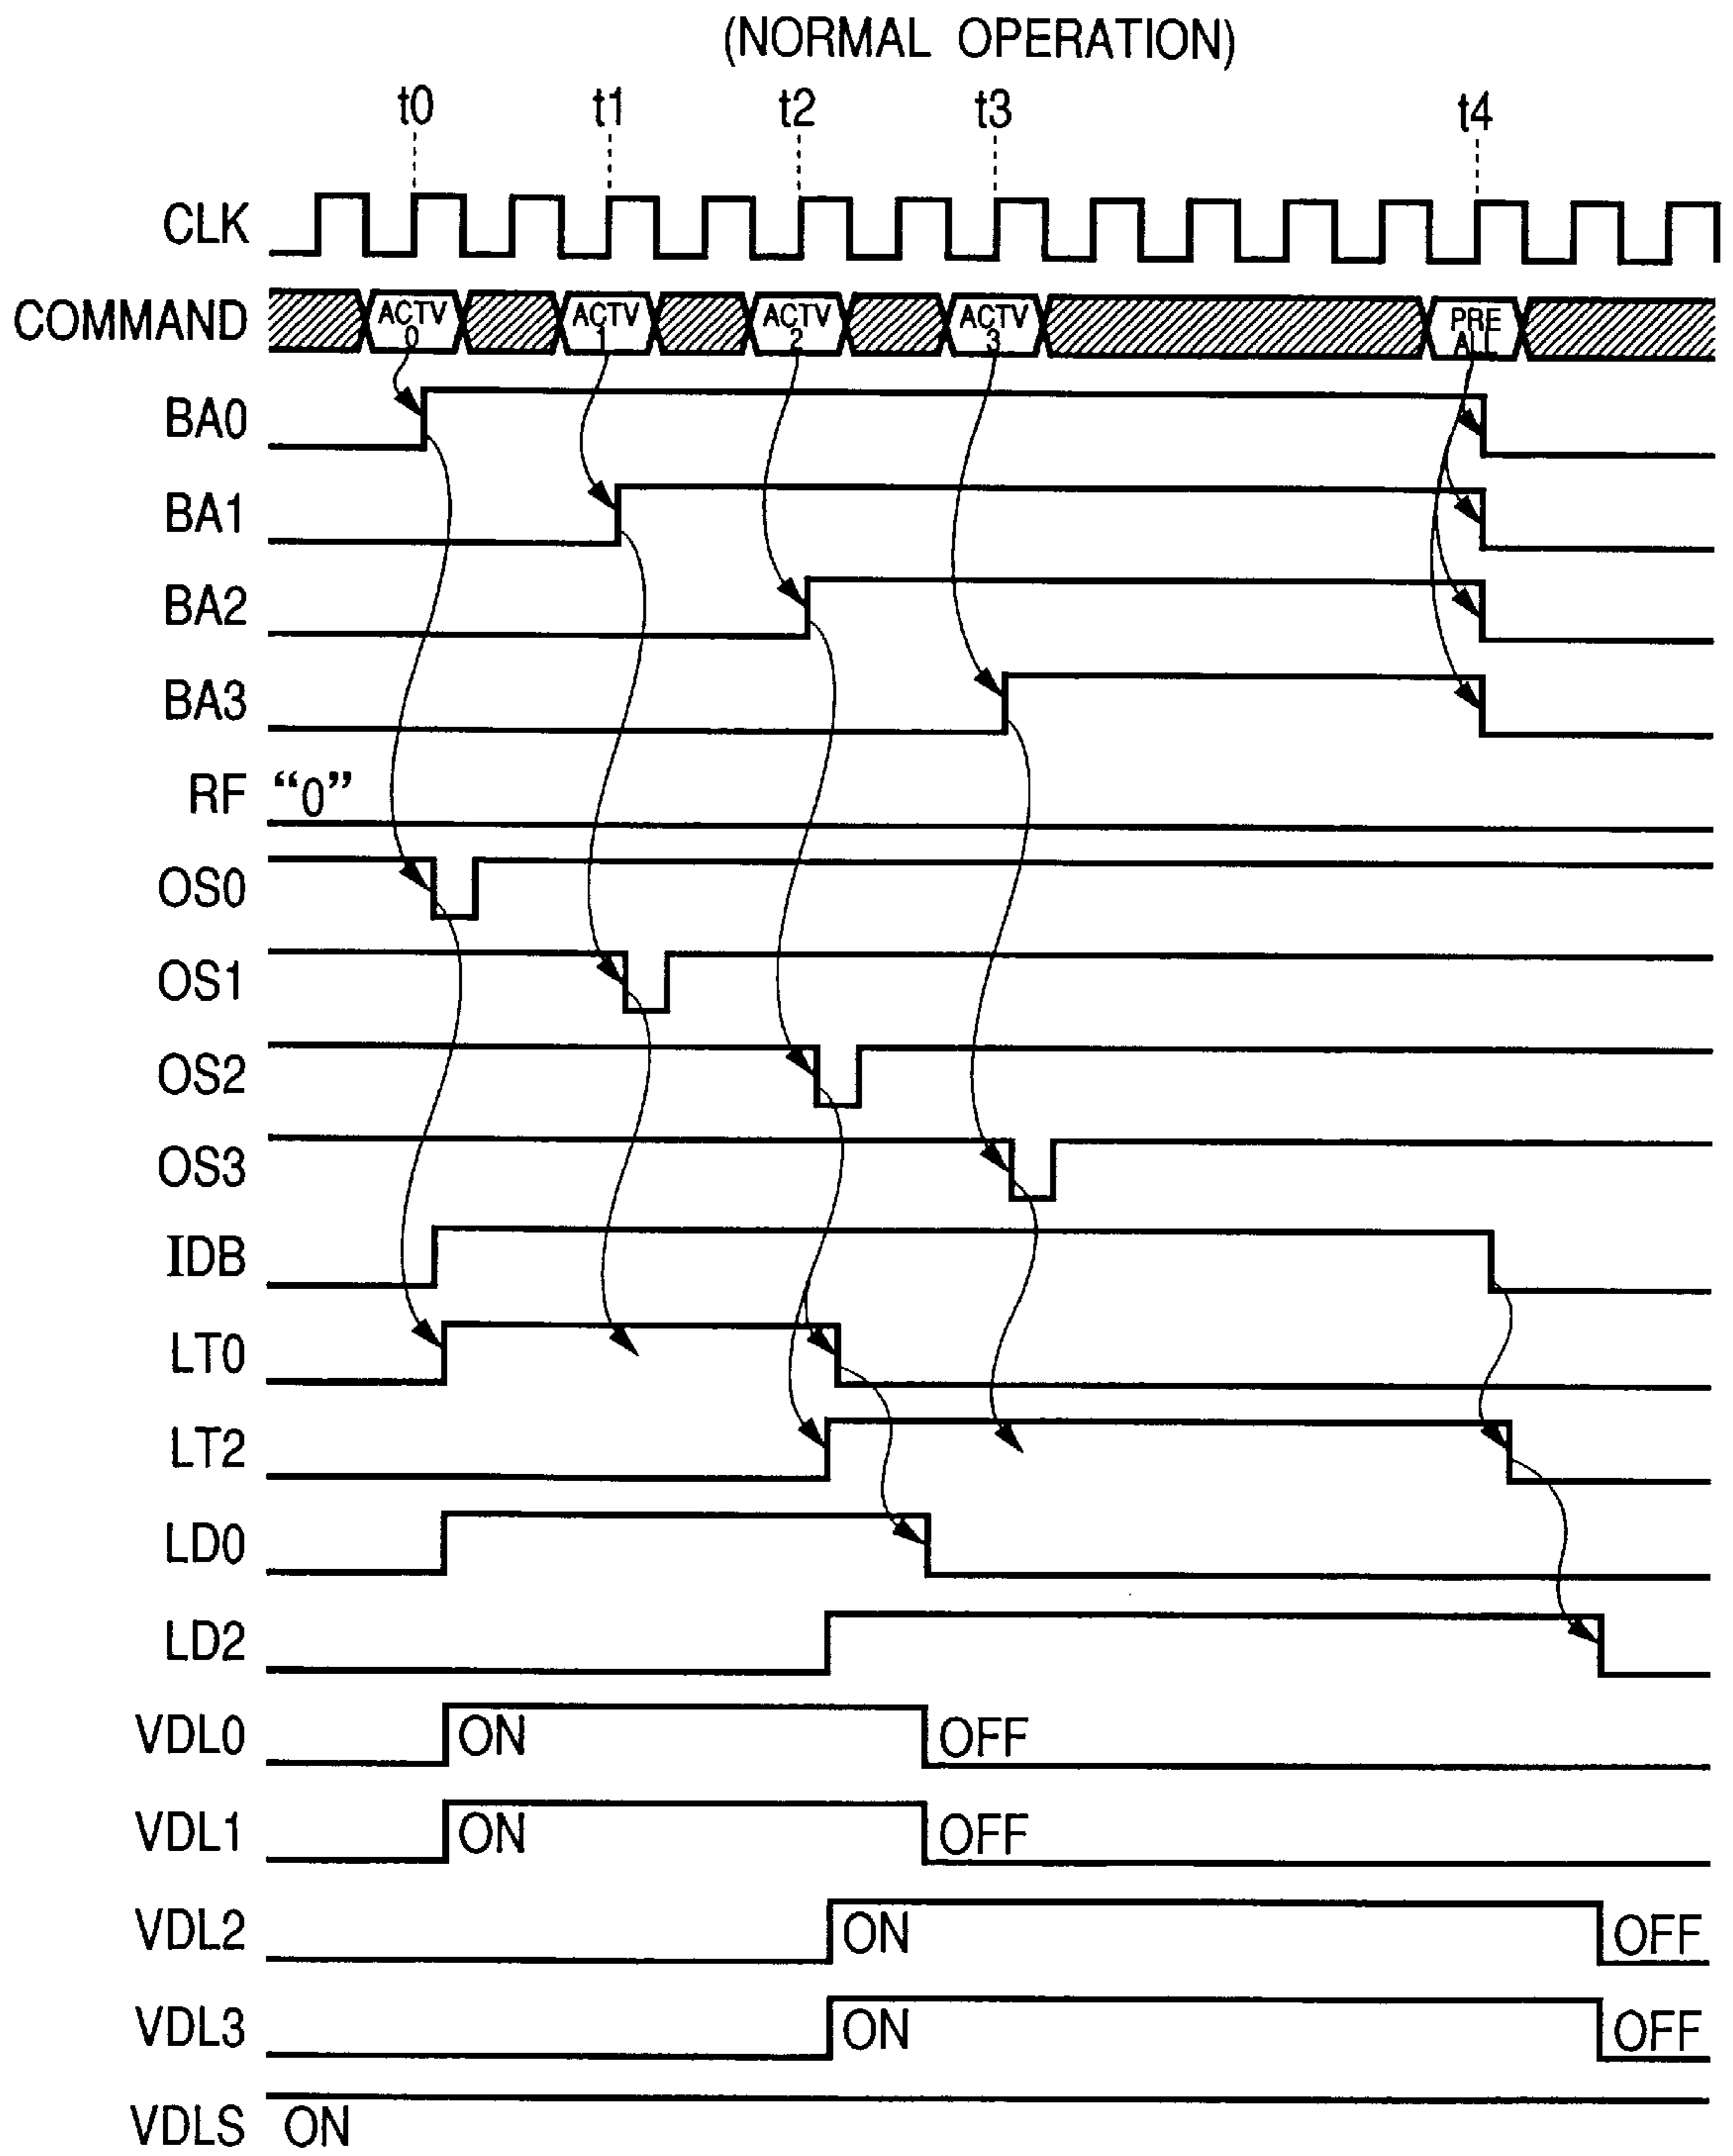 (NORMAL OPERATION)
t0 t1 t2 t3 t4
CLK
COMMAND ACTV 0 ACTV 1 ACTV 2 ACTV 3 PRE ALL
BA0
BA1
BA2
BA3
RF “0”
OS0
OS1
OS2
OS3
IDB
LT0
LT2
LD0
LD2
VDL0 ON OFF
VDL1 ON OFF
VDL2 ON OFF
VDL3 ON OFF
VDLS ON